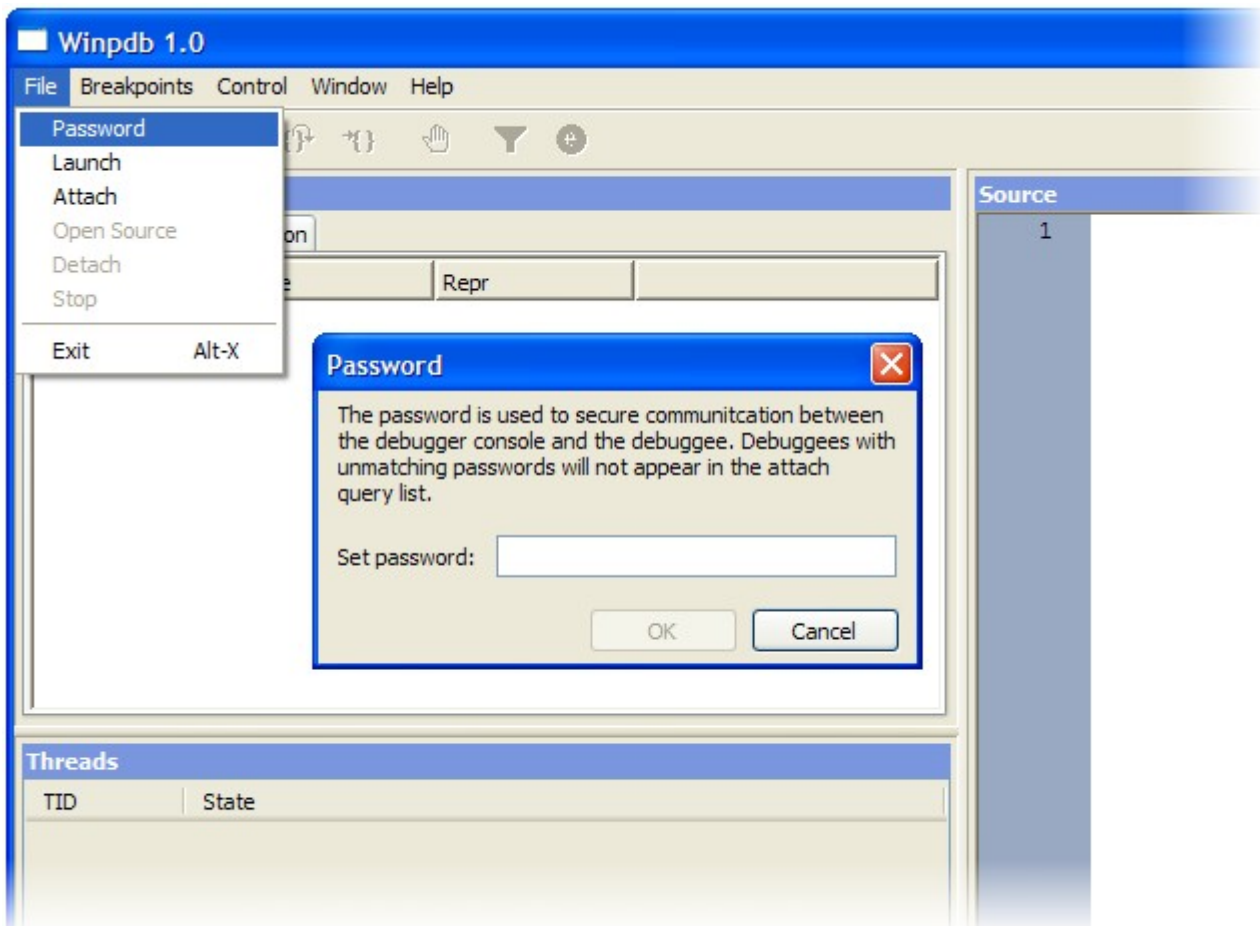 Winpdb 1.0
File Breakpoints Control Window Help
Password
Launch
Attach
Open Source
Detach
Stop
Exit Alt-X
Repr
Source
1
Password
The password is used to secure communitcation between
the debugger console and the debuggee. Debuggees with
unmatching passwords will not appear in the attach
query list.
Set password:
OK Cancel
Threads
TID State